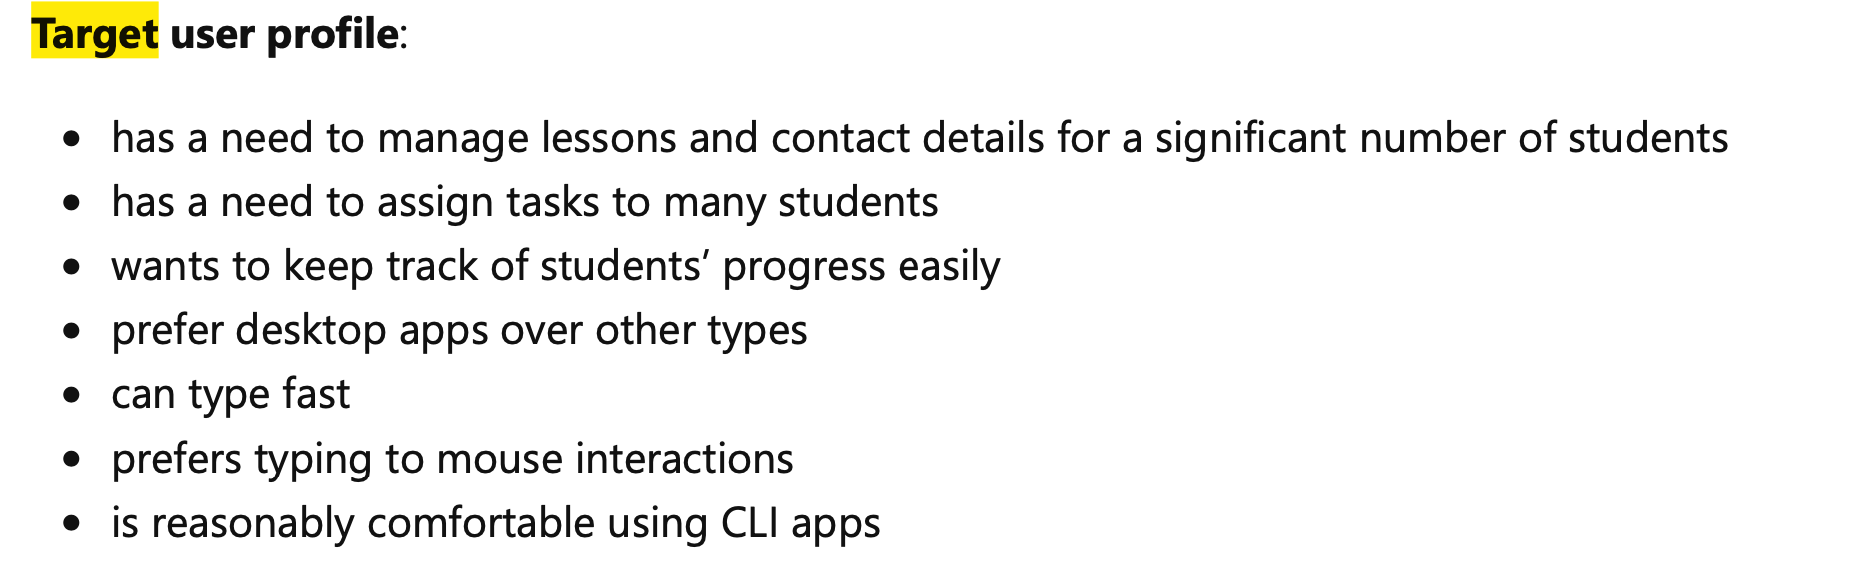 Target user profile:
• has a need to manage lessons and contact details for a significant number of students
• has a need to assign tasks to many students
• wants to keep track of students’ progress easily
• prefer desktop apps over other types
• can type fast
• prefers typing to mouse interactions
• is reasonably comfortable using CLI apps